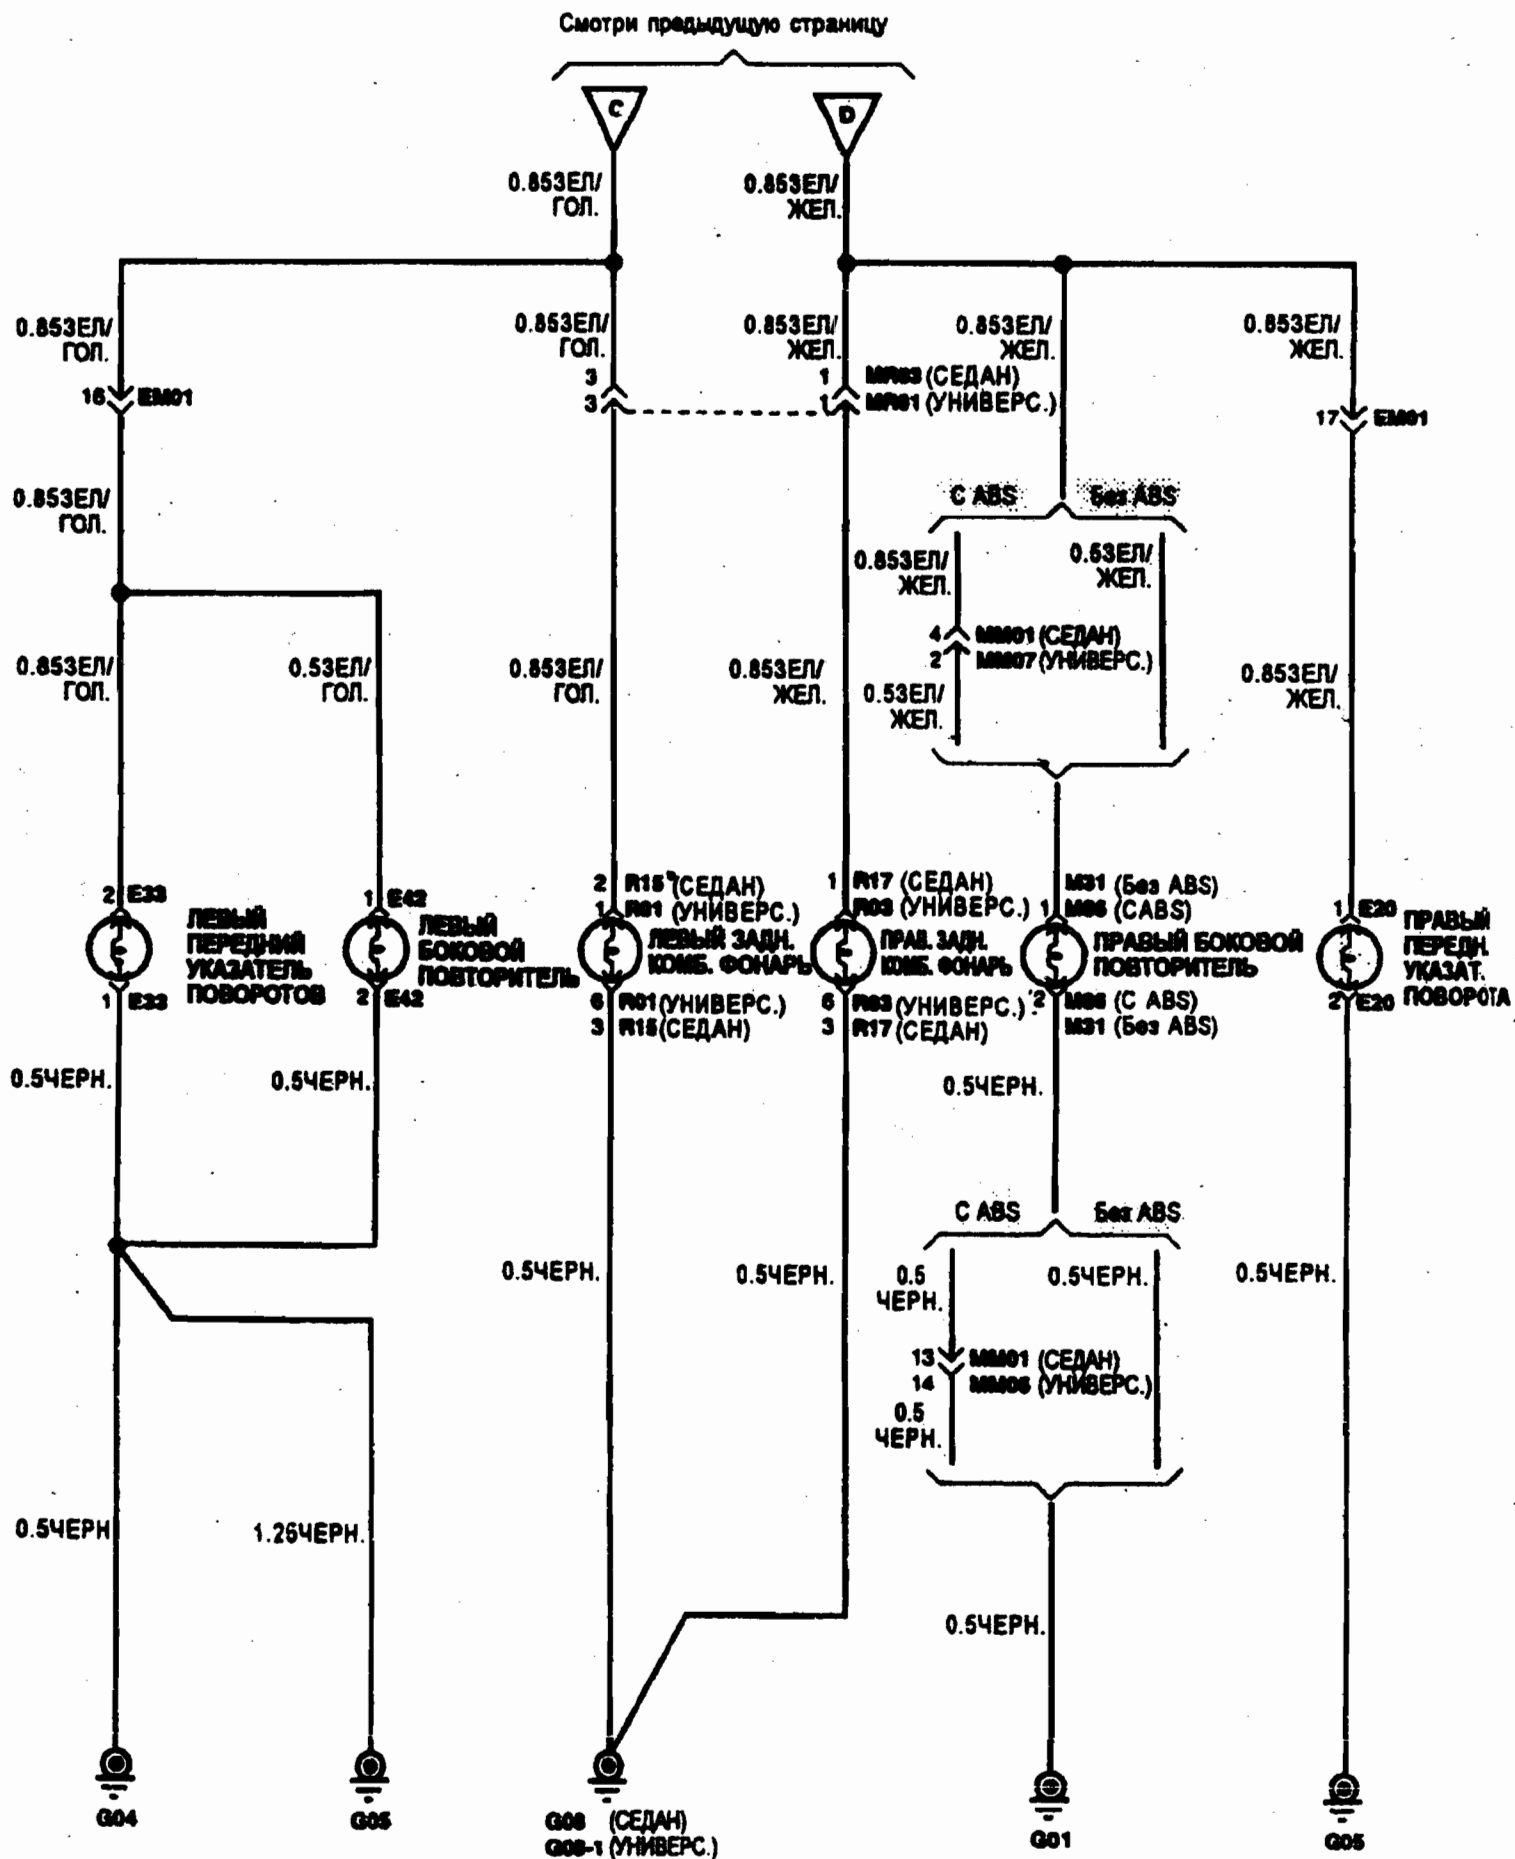 Смотри предыдущую страницу
C
D
0.853ЕЛ/
ГОЛ.
0.853ЕЛ/
ЖЕЛ.
0.853ЕЛ/
ГОЛ.
0.853ЕЛ/
ГОЛ.
0.853ЕЛ/
ЖЕЛ.
0.853ЕЛ/
ЖЕЛ.
0.853ЕЛ/
ЖЕЛ.
16 EM01
3
3
1 (СЕДАН)
1 (УНИВЕРС.)
17 EM01
0.853ЕЛ/
ГОЛ.
С ABS
Без ABS
0.853ЕЛ/
ЖЕЛ.
0.53ЕЛ/
ЖЕЛ.
4 MM01 (СЕДАН)
2 MM07 (УНИВЕРС.)
0.53ЕЛ/
ЖЕЛ.
0.853ЕЛ/
ГОЛ.
0.53ЕЛ/
ГОЛ.
0.853ЕЛ/
ГОЛ.
0.853ЕЛ/
ЖЕЛ.
0.853ЕЛ/
ЖЕЛ.
2 E33
ЛЕВЫЙ
ПЕРЕДНИЙ
УКАЗАТЕЛЬ
ПОВОРОТОВ
1 E33
1 E42
ЛЕВЫЙ
БОКОВОЙ
ПОВТОРИТЕЛЬ
2 E42
2 R15 (СЕДАН)
1 R01 (УНИВЕРС.)
ЛЕВЫЙ ЗАДН.
КОМБ. ФОНАРЬ
6 R01 (УНИВЕРС.)
3 R15 (СЕДАН)
1 R17 (СЕДАН)
R03 (УНИВЕРС.)
ПРАВ. ЗАДН.
КОМБ. ФОНАРЬ
6 R03 (УНИВЕРС.)
3 R17 (СЕДАН)
M31 (Без ABS)
1 (САBS)
ПРАВЫЙ БОКОВОЙ
ПОВТОРИТЕЛЬ
2 (С ABS)
M31 (Без ABS)
1 E20
ПРАВЫЙ
ПЕРЕДН.
УКАЗАТ.
ПОВОРОТА
2 E20
0.5ЧЕРН.
0.5ЧЕРН.
0.5ЧЕРН.
С ABS
Без ABS
0.5ЧЕРН.
0.5ЧЕРН.
0.5
ЧЕРН.
0.5ЧЕРН.
0.5ЧЕРН.
13 MM01 (СЕДАН)
14 (УНИВЕРС.)
0.5
ЧЕРН.
0.5ЧЕРН
1.25ЧЕРН.
0.5ЧЕРН.
G04
G05
(СЕДАН)
(УНИВЕРС.)
G01
G05